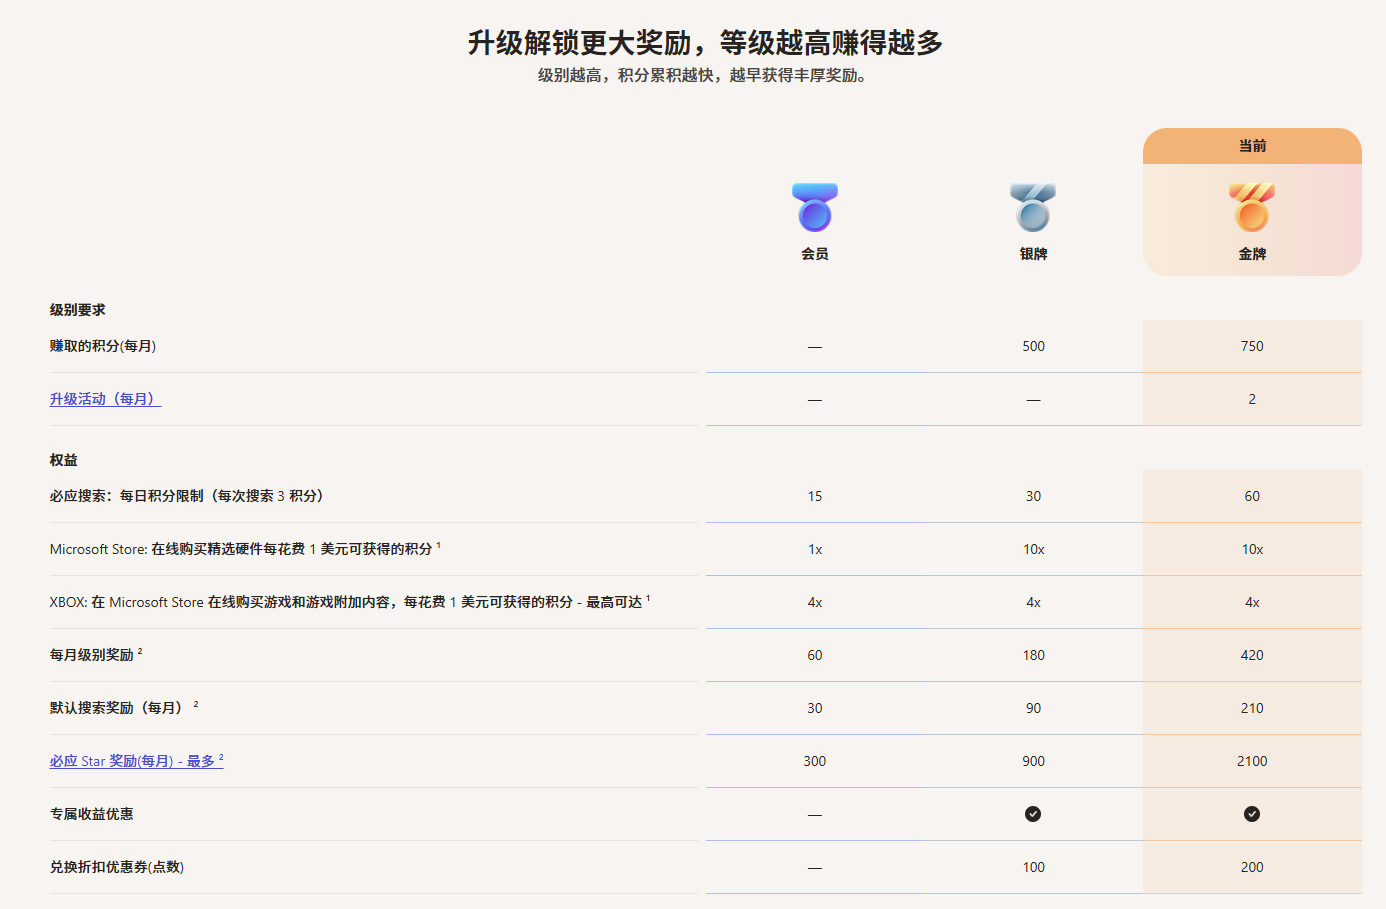 升级解锁更大奖励，等级越高赚得越多
级别越高，积分累积越快，越早获得丰厚奖励。
当前
会员 银牌 金牌
级别要求
赚取的积分(每月) — 500 750
升级活动（每月） — — 2
权益
必应搜索：每日积分限制（每次搜索 3 积分） 15 30 60
Microsoft Store: 在线购买精选硬件每花费 1 美元可获得的积分 ¹ 1x 10x 10x
XBOX: 在 Microsoft Store 在线购买游戏和游戏附加内容，每花费 1 美元可获得的积分 - 最高可达 ¹ 4x 4x 4x
每月级别奖励 ² 60 180 420
默认搜索奖励（每月） ² 30 90 210
必应 Star 奖励(每月) - 最多 ² 300 900 2100
专属收益优惠 —
兑换折扣优惠券(点数) — 100 200